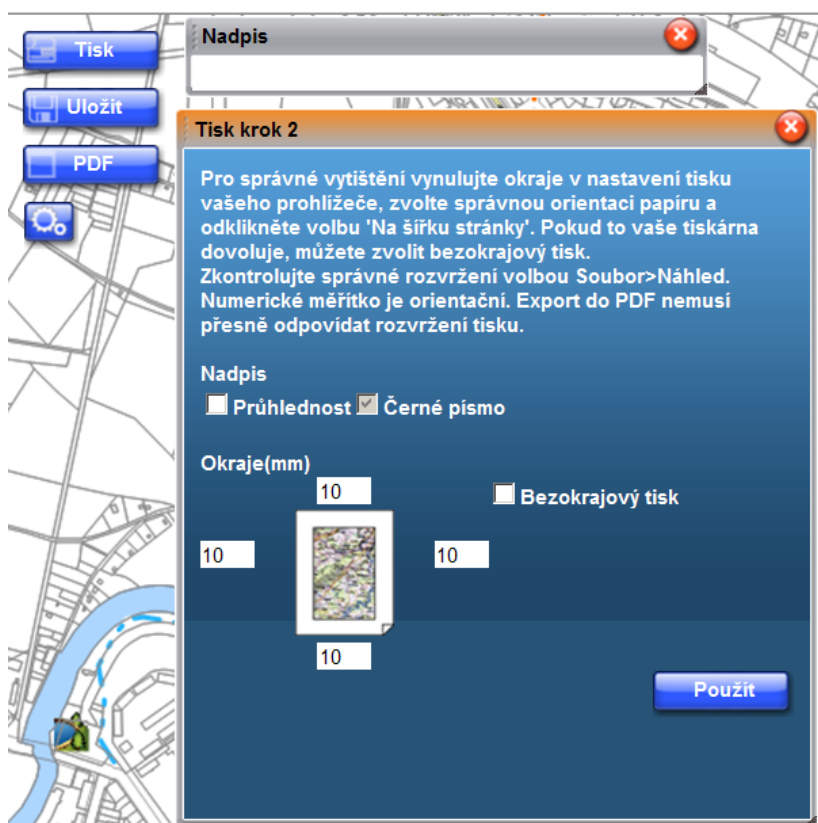 Tisk
Uložit
PDF
Nadpis
Tisk krok 2
Pro správné vytištění vynulujte okraje v nastavení tisku
vašeho prohlížeče, zvolte správnou orientaci papíru a
odklikněte volbu 'Na šířku stránky'. Pokud to vaše tiskárna
dovoluje, můžete zvolit bezokrajový tisk.
Zkontrolujte správné rozvržení volbou Soubor>Náhled.
Numerické měřítko je orientační. Export do PDF nemusí
přesně odpovídat rozvržení tisku.
Nadpis
Průhlednost Černé písmo
Okraje(mm)
10
Bezokrajový tisk
10 10
10
Použít